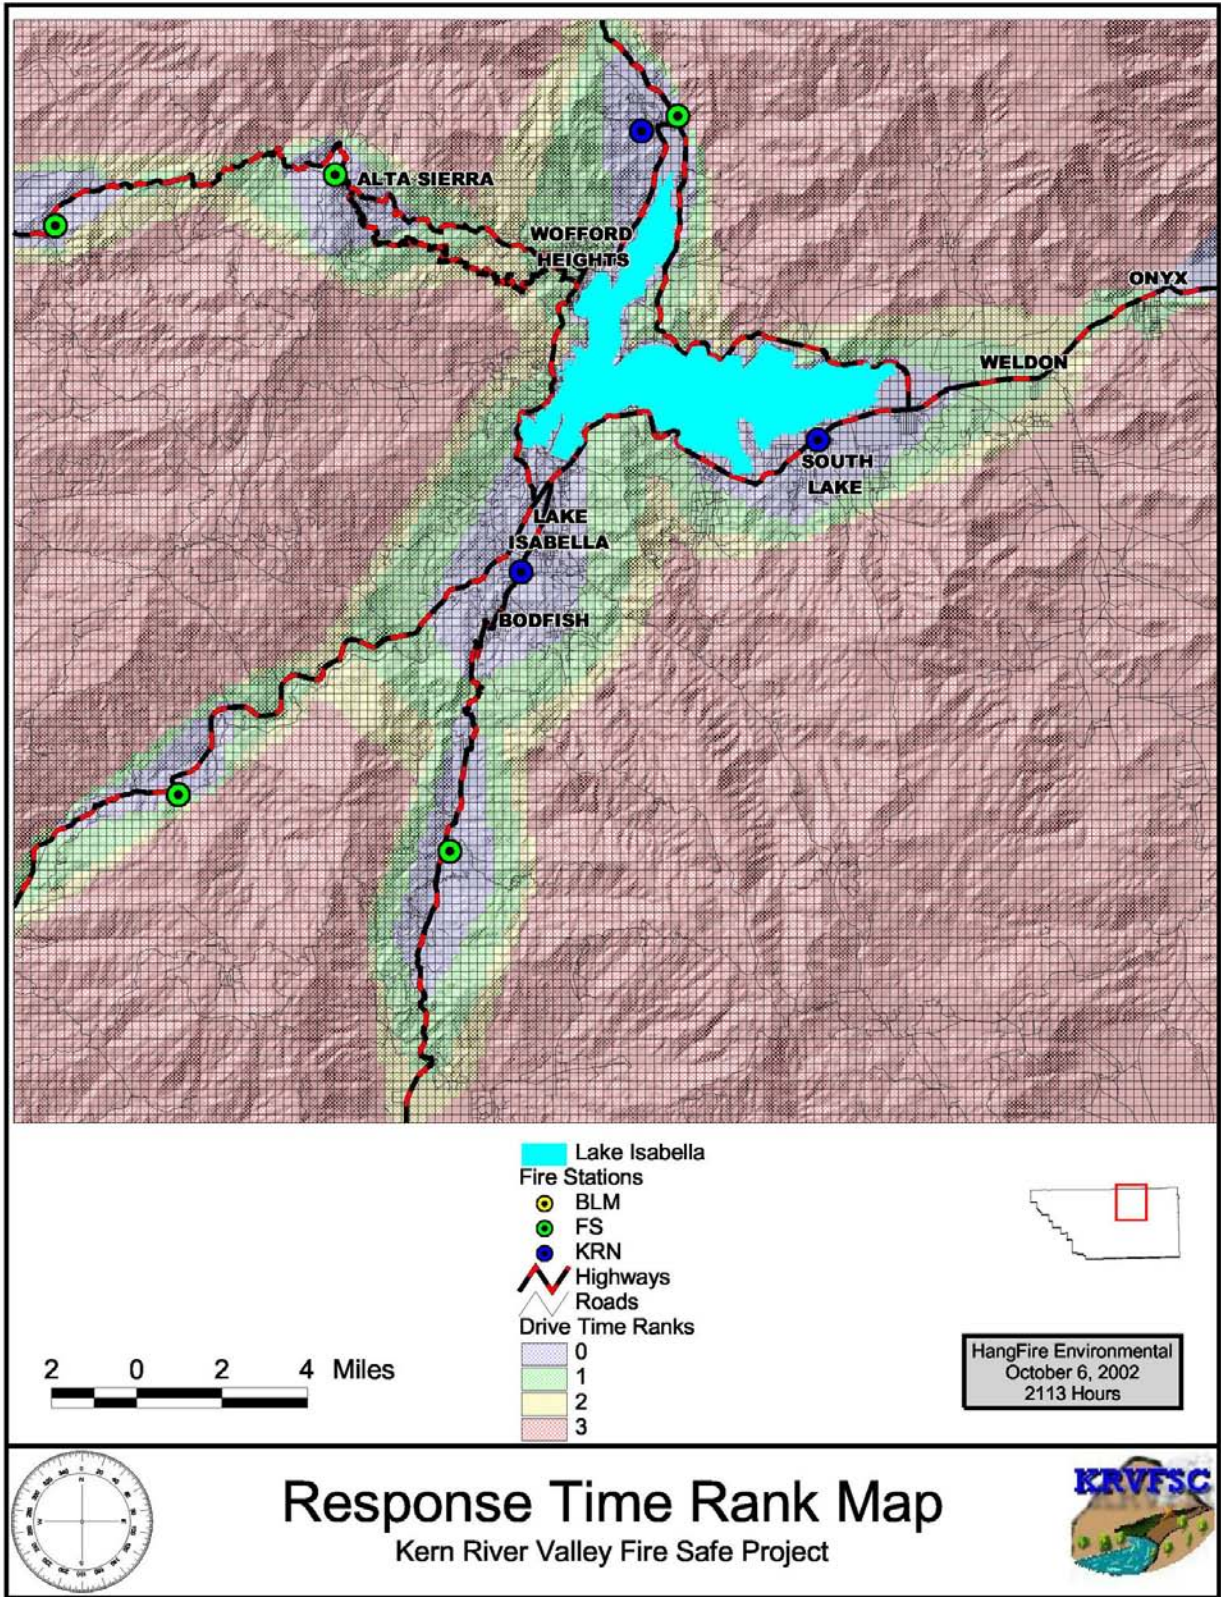 ALTA SIERRA
WOFFORD
HEIGHTS
ONYX
WELDON
SOUTH
LAKE
LAKE
ISABELLA
BODFISH
Lake Isabella
Fire Stations
BLM
FS
KRN
Highways
Roads
Drive Time Ranks
0
1
2
3
2 0 2 4 Miles
HangFire Environmental
October 6, 2002
2113 Hours
Response Time Rank Map
Kern River Valley Fire Safe Project
KRVFSC